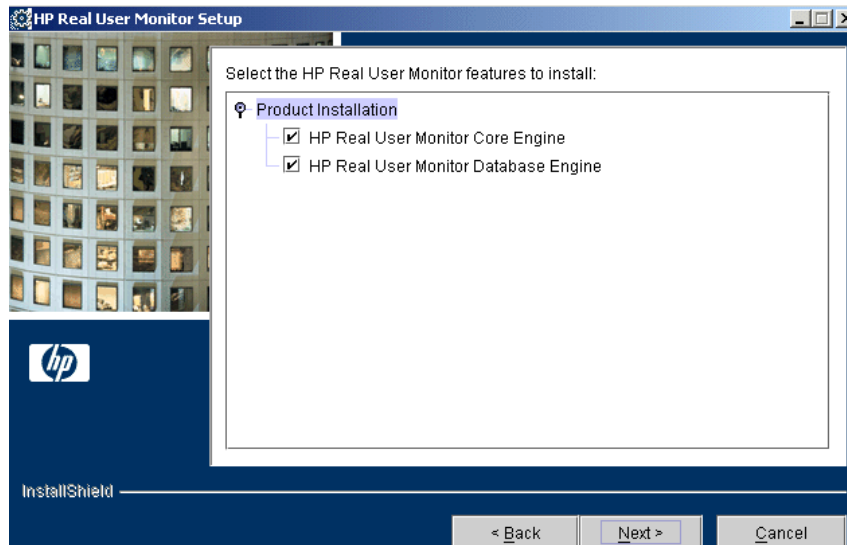 HP Real User Monitor Setup
Select the HP Real User Monitor features to install:
Product Installation
HP Real User Monitor Core Engine
HP Real User Monitor Database Engine
hp
InstallShield
< Back Next > Cancel